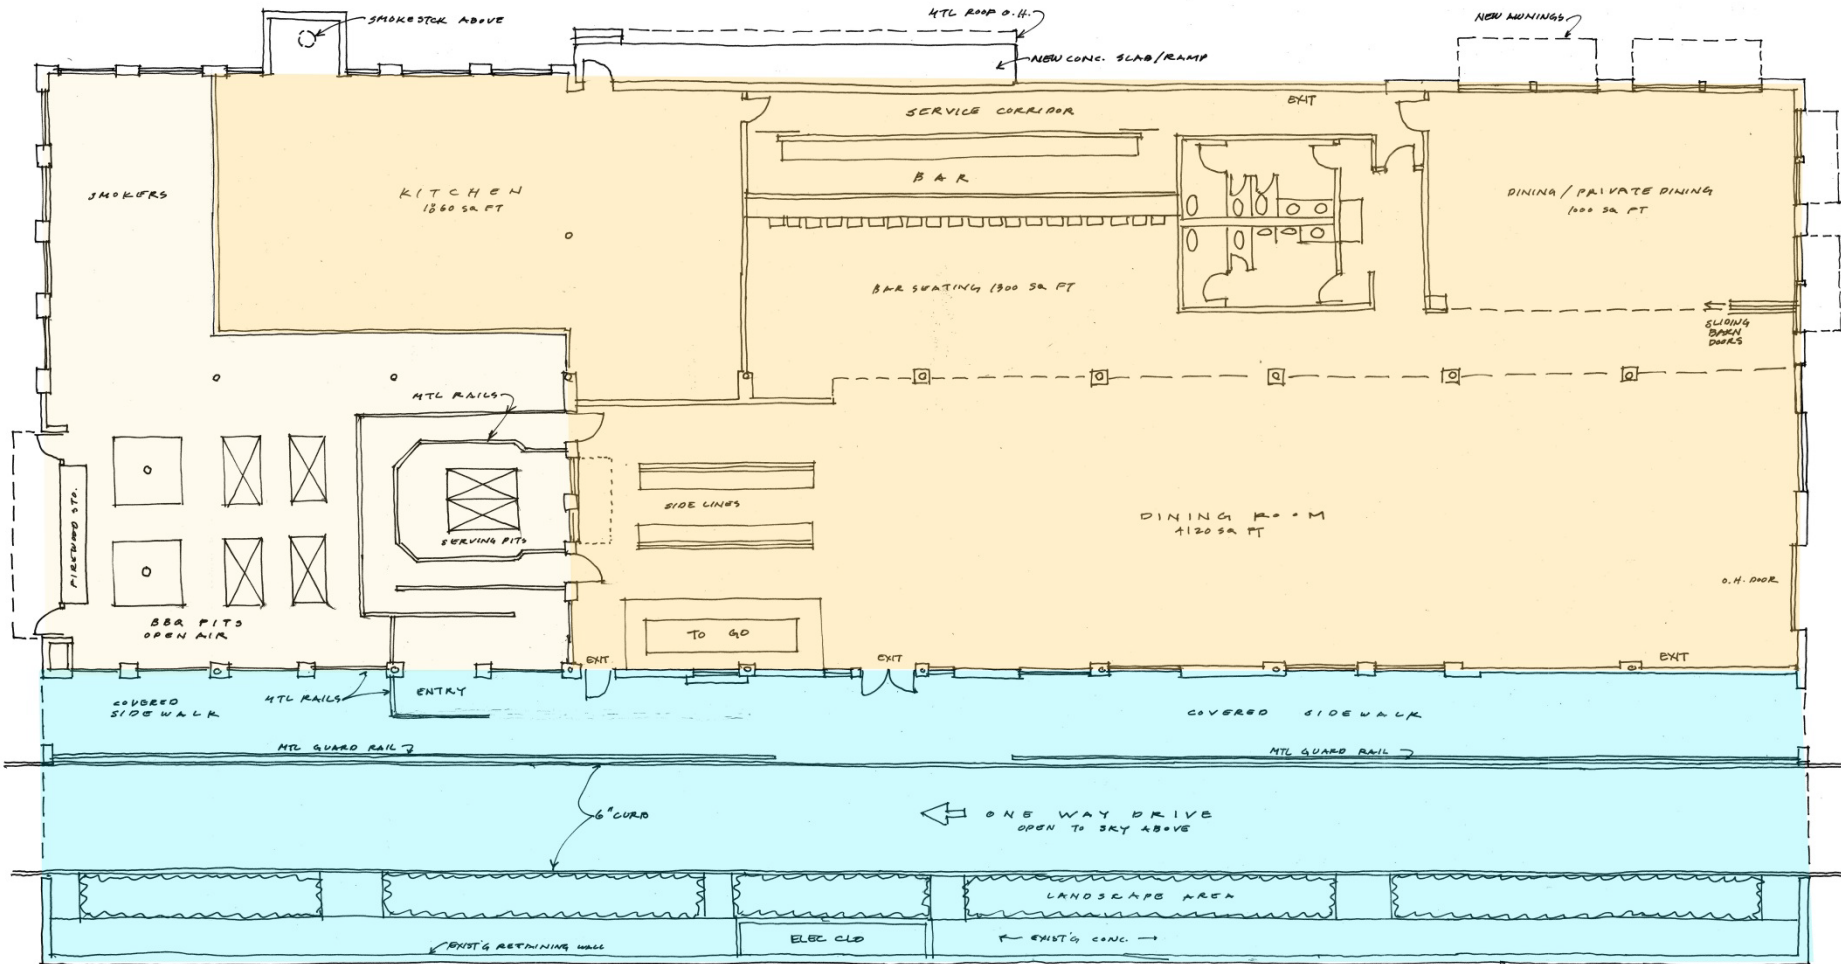 SMOKESTCK ABOVE
MTL ROOF O.H.
NEW AWNINGS
NEW CONC. SLAB/RAMP
SERVICE CORRIDOR
EXIT
SMOKERS
KITCHEN
1060 SQ FT
BAR
DINING/PRIVATE DINING
1000 SQ FT
BAR SEATING 1300 SQ FT
SLIDING
BARN
DOORS
MTL RAILS
FIREWOOD STO.
SIDE LINES
SERVING PITS
DINING ROOM
4120 SQ FT
O.H. DOOR
BBQ PITS
OPEN AIR
TO GO
EXIT
EXIT
EXIT
COVERED
SIDEWALK
MTL RAILS
ENTRY
COVERED SIDEWALK
MTL GUARD RAIL
MTL GUARD RAIL
6" CURB
ONE WAY DRIVE
OPEN TO SKY ABOVE
LANDSCAPE AREA
EXIST'G RETAINING WALL
ELEC CLO
EXIST'G CONC.